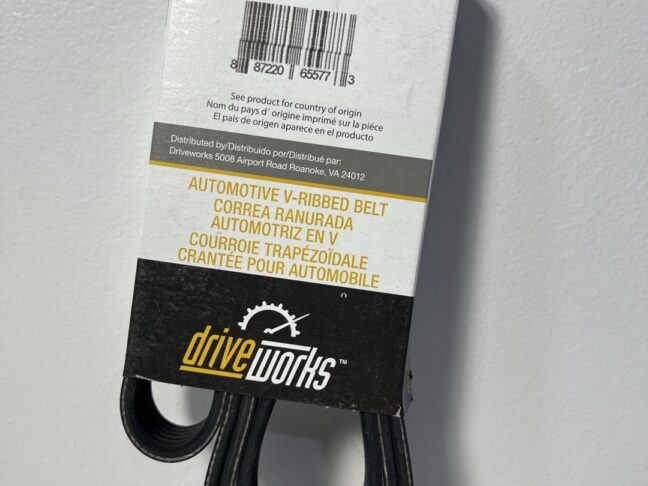 8 87220 65577 3
See product for country of origin
Nom du pays d´ origine imprimé sur la piéce
El país de origen aparece en el producto
Distributed by/Distribuido por/Distribué par:
Driveworks 5008 Airport Road Roanoke, VA 24012
AUTOMOTIVE V-RIBBED BELT
CORREA RANURADA
AUTOMOTRIZ EN V
COURROIE TRAPÉZOÏDALE
CRANTÉE POUR AUTOMOBILE
driveworks™